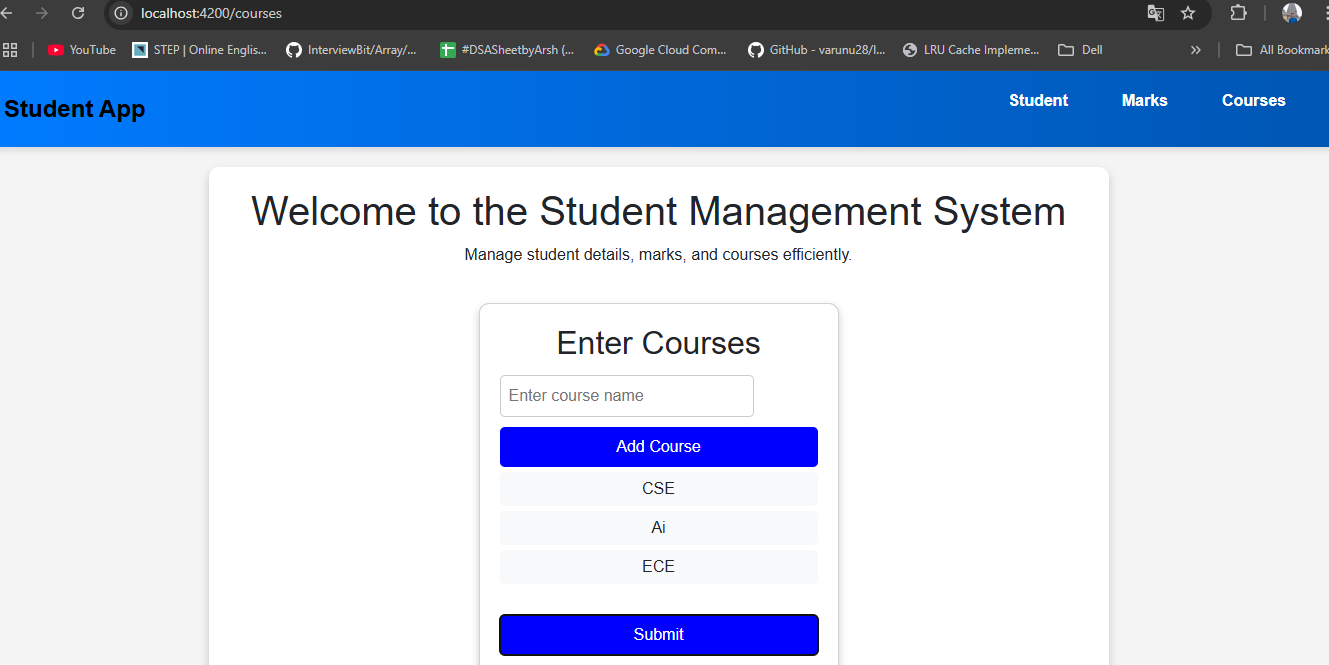 localhost:4200/courses
YouTube STEP | Online Englis... InterviewBit/Array/... #DSASheetbyArsh (... Google Cloud Com... GitHub - varunu28/I... LRU Cache Impleme... Dell » All Bookmark
Student App Student Marks Courses
Welcome to the Student Management System
Manage student details, marks, and courses efficiently.
Enter Courses
Enter course name
Add Course
CSE
Ai
ECE
Submit